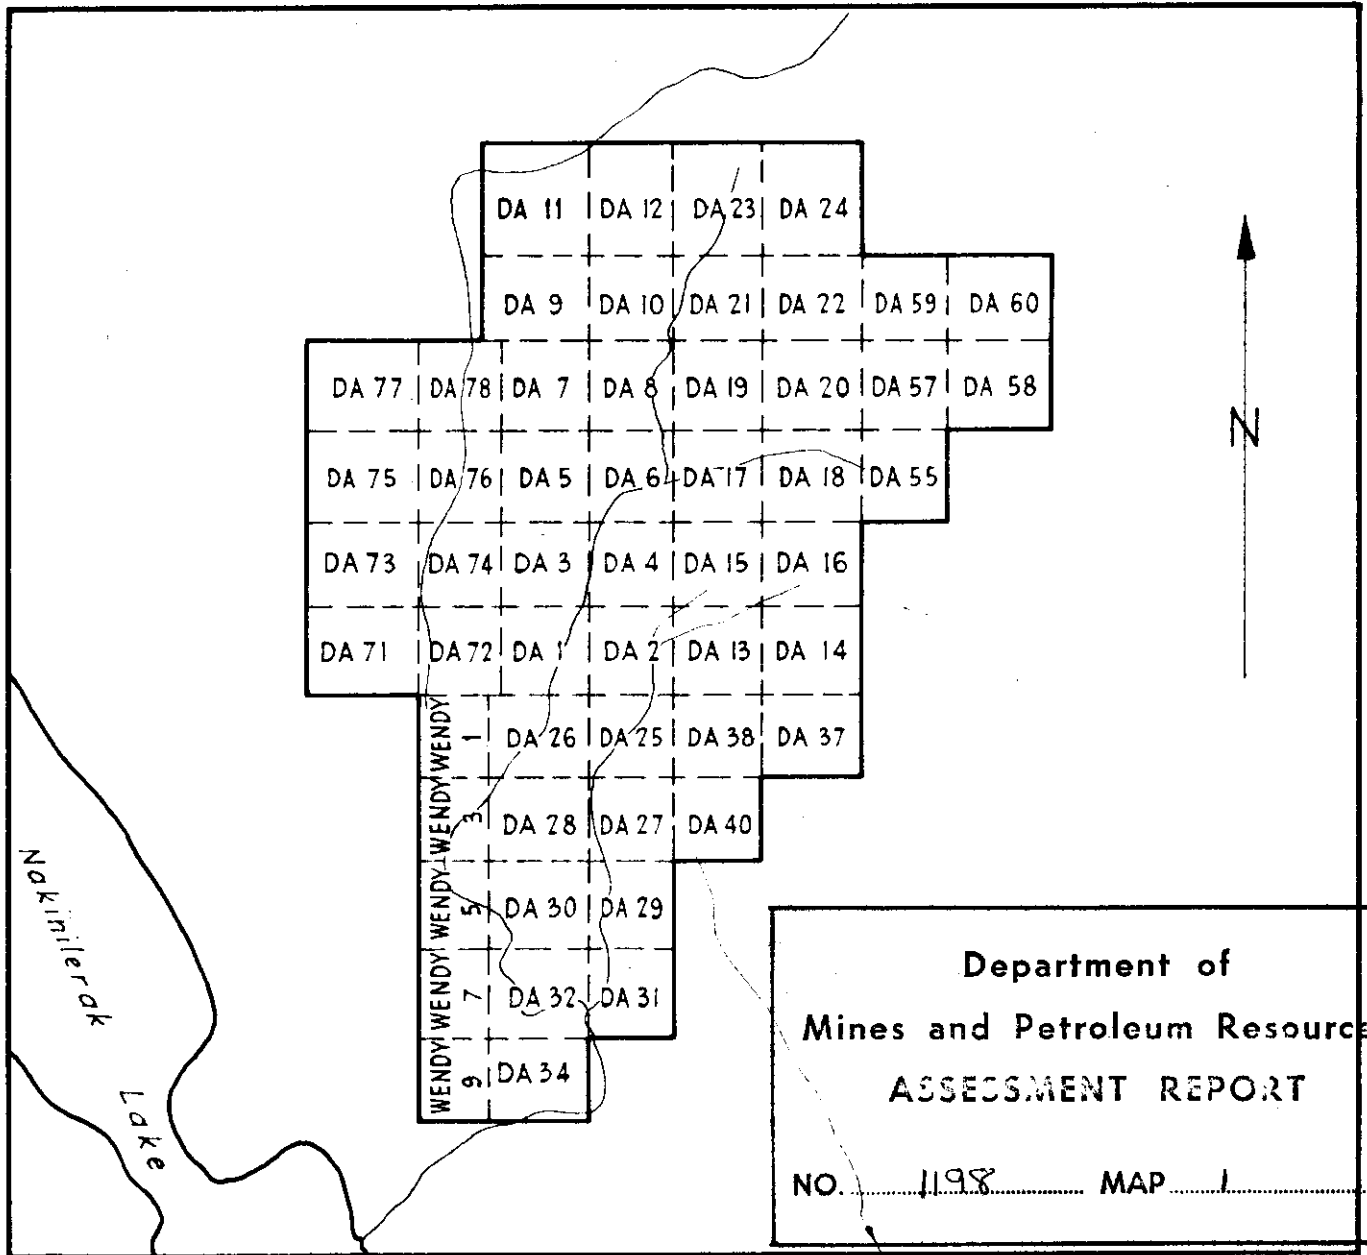 DA 11 DA 12 DA 23 DA 24
DA 9 DA 10 DA 21 DA 22 DA 59 DA 60
DA 77 DA 78 DA 7 DA 8 DA 19 DA 20 DA 57 DA 58
DA 75 DA 76 DA 5 DA 6 DA 17 DA 18 DA 55
DA 73 DA 74 DA 3 DA 4 DA 15 DA 16
DA 71 DA 72 DA 1 DA 2 DA 13 DA 14
WENDY 1 DA 26 DA 25 DA 38 DA 37
WENDY 3 DA 28 DA 27 DA 40
WENDY 5 DA 30 DA 29
WENDY 7 DA 32 DA 31
WENDY 9 DA 34
N
Nakinilerak
Lake
Department of
Mines and Petroleum Resource
ASSESSMENT REPORT
NO. 1198 MAP 1